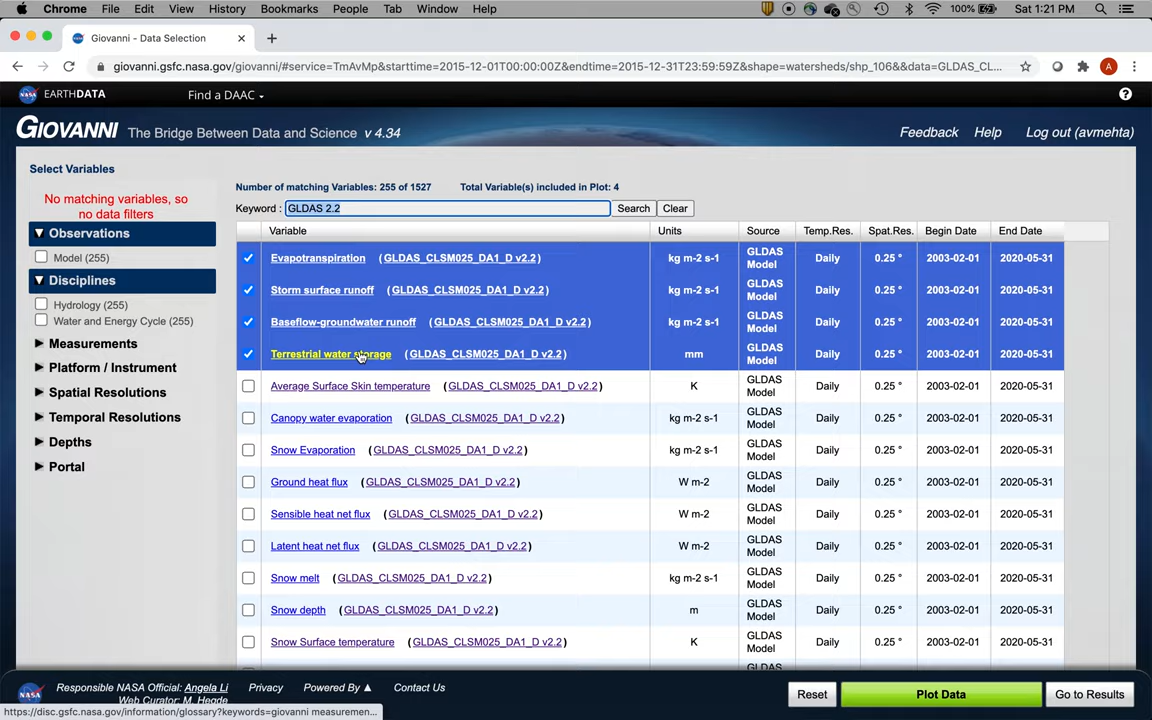 Chrome File Edit View History Bookmarks People Tab Window Help 100% Sat 1:21 PM
Giovanni - Data Selection
giovanni.gsfc.nasa.gov/giovanni/#service=TmAvMp&starttime=2015-12-01T00:00:00Z&endtime=2015-12-31T23:59:59Z&shape=watersheds/shp_106&&data=GLDAS_CL... A
NASA EARTHDATA Find a DAAC ?
GIOVANNI The Bridge Between Data and Science v 4.34 Feedback Help Log out (avmehta)
Select Variables
No matching variables, so
no data filters
Observations
Model (255)
Disciplines
Hydrology (255)
Water and Energy Cycle (255)
Measurements
Platform / Instrument
Spatial Resolutions
Temporal Resolutions
Depths
Portal
Number of matching Variables: 255 of 1527 Total Variable(s) included in Plot: 4
Keyword : GLDAS 2.2 Search Clear
Variable Units Source Temp.Res. Spat.Res. Begin Date End Date
Evapotranspiration (GLDAS_CLSM025_DA1_D v2.2) kg m-2 s-1 GLDAS Model Daily 0.25 ° 2003-02-01 2020-05-31
Storm surface runoff (GLDAS_CLSM025_DA1_D v2.2) kg m-2 s-1 GLDAS Model Daily 0.25 ° 2003-02-01 2020-05-31
Baseflow-groundwater runoff (GLDAS_CLSM025_DA1_D v2.2) kg m-2 s-1 GLDAS Model Daily 0.25 ° 2003-02-01 2020-05-31
Terrestrial water storage (GLDAS_CLSM025_DA1_D v2.2) mm GLDAS Model Daily 0.25 ° 2003-02-01 2020-05-31
Average Surface Skin temperature (GLDAS_CLSM025_DA1_D v2.2) K GLDAS Model Daily 0.25 ° 2003-02-01 2020-05-31
Canopy water evaporation (GLDAS_CLSM025_DA1_D v2.2) kg m-2 s-1 GLDAS Model Daily 0.25 ° 2003-02-01 2020-05-31
Snow Evaporation (GLDAS_CLSM025_DA1_D v2.2) kg m-2 s-1 GLDAS Model Daily 0.25 ° 2003-02-01 2020-05-31
Ground heat flux (GLDAS_CLSM025_DA1_D v2.2) W m-2 GLDAS Model Daily 0.25 ° 2003-02-01 2020-05-31
Sensible heat net flux (GLDAS_CLSM025_DA1_D v2.2) W m-2 GLDAS Model Daily 0.25 ° 2003-02-01 2020-05-31
Latent heat net flux (GLDAS_CLSM025_DA1_D v2.2) W m-2 GLDAS Model Daily 0.25 ° 2003-02-01 2020-05-31
Snow melt (GLDAS_CLSM025_DA1_D v2.2) kg m-2 s-1 GLDAS Model Daily 0.25 ° 2003-02-01 2020-05-31
Snow depth (GLDAS_CLSM025_DA1_D v2.2) m GLDAS Model Daily 0.25 ° 2003-02-01 2020-05-31
Snow Surface temperature (GLDAS_CLSM025_DA1_D v2.2) K GLDAS Model Daily 0.25 ° 2003-02-01 2020-05-31
GLDAS
NASA Responsible NASA Official: Angela Li Privacy Powered By Contact Us Reset Plot Data Go to Results
Web Curator: M. Hegde
https://disc.gsfc.nasa.gov/information/glossary?keywords=giovanni measuremen...